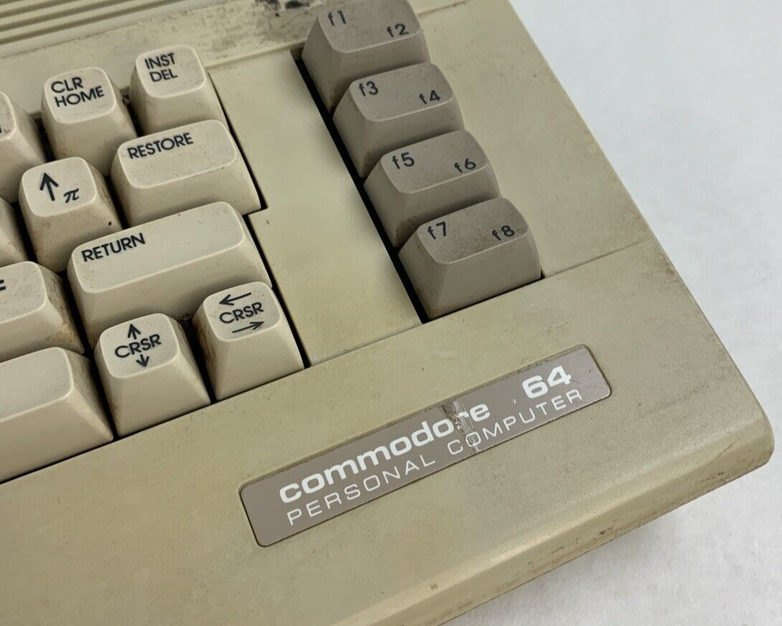 f1
f2
CLR
HOME
INST
DEL
f3
f4
↑
π
RESTORE
f5
f6
RETURN
f7
f8
=
↑
CRSR
↓
←
CRSR
→
commodore 64
PERSONAL COMPUTER